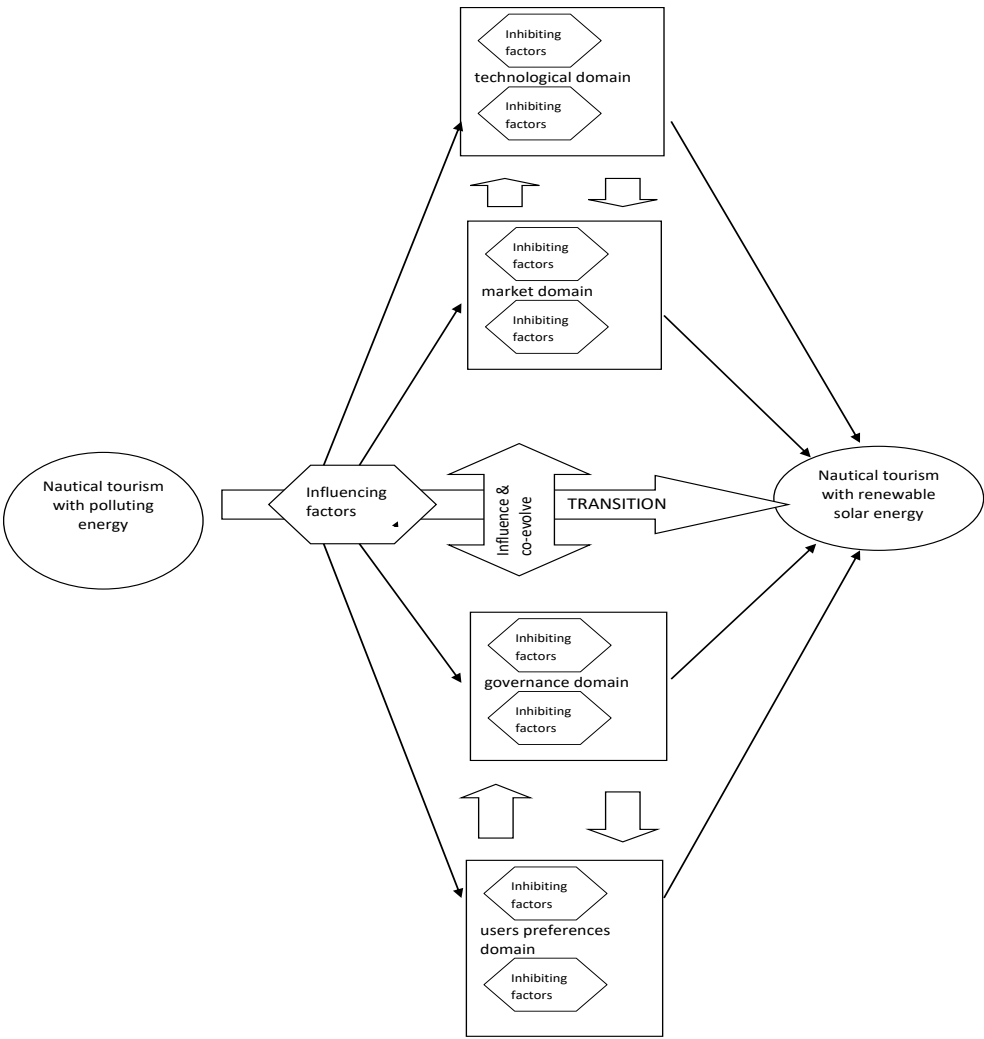 Inhibiting
factors
technological domain
Inhibiting
factors
Inhibiting
factors
market domain
Inhibiting
factors
Nautical tourism
with polluting
energy
Influencing
factors
Influence &
co-evolve
TRANSITION
Nautical tourism
with renewable
solar energy
Inhibiting
factors
governance domain
Inhibiting
factors
Inhibiting
factors
users preferences
domain
Inhibiting
factors